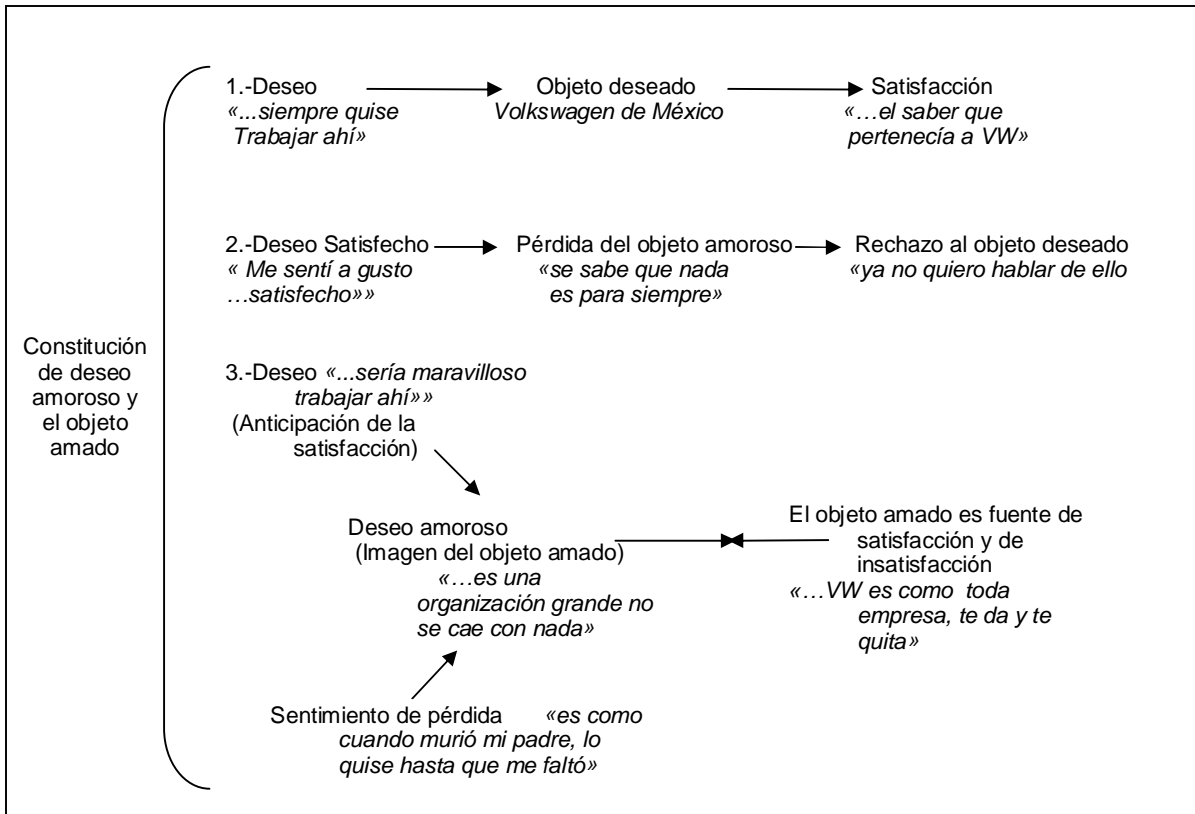 1.-Deseo
«...siempre quise
Trabajar ahí»
Objeto deseado
Volkswagen de México
Satisfacción
«…el saber que
pertenecía a VW»
2.-Deseo Satisfecho
« Me sentí a gusto
…satisfecho»»
Pérdida del objeto amoroso
«se sabe que nada
es para siempre»
Rechazo al objeto deseado
«ya no quiero hablar de ello
Constitución
de deseo
amoroso y
el objeto
amado
3.-Deseo «...sería maravilloso
trabajar ahí»»
(Anticipación de la
satisfacción)
Deseo amoroso
(Imagen del objeto amado)
«…es una
organización grande no
se cae con nada»
El objeto amado es fuente de
satisfacción y de
insatisfacción
«…VW es como toda
empresa, te da y te
quita»
Sentimiento de pérdida «es como
cuando murió mi padre, lo
quise hasta que me faltó»